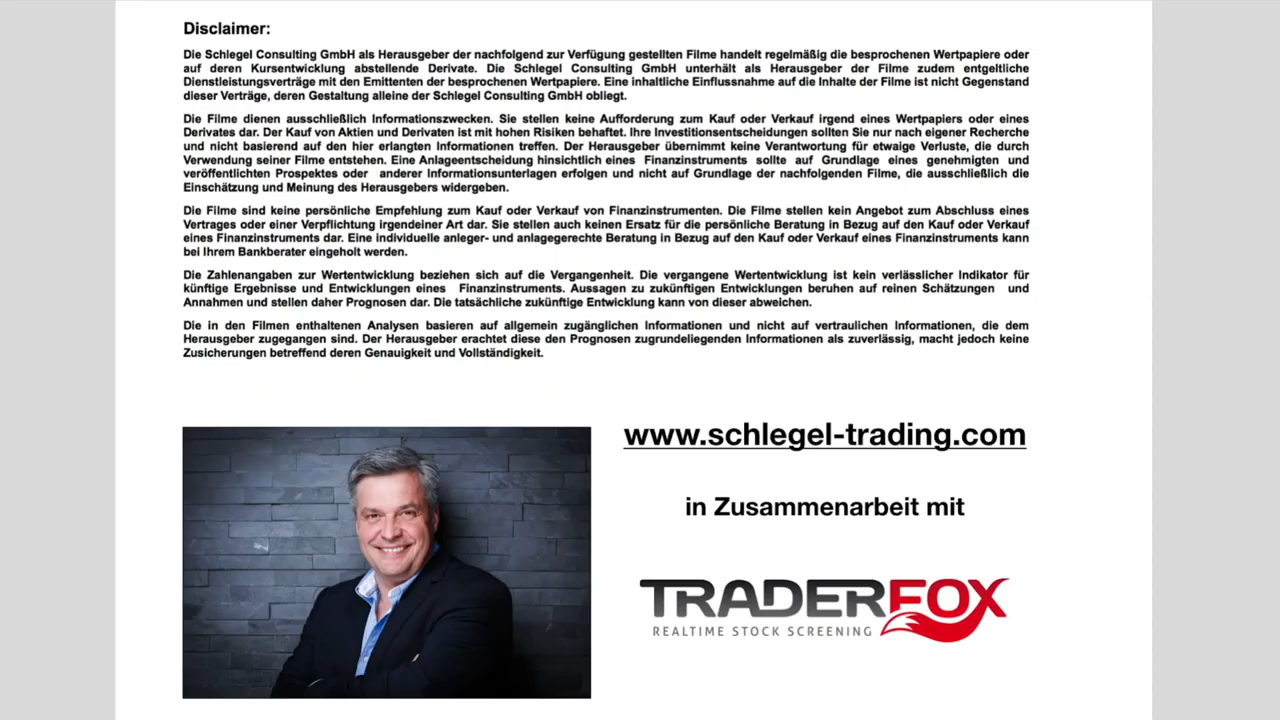 Disclaimer:
Die Schlegel Consulting GmbH als Herausgeber der nachfolgend zur Verfügung gestellten Filme handelt regelmäßig die besprochenen Wertpapiere oder
auf deren Kursentwicklung abstellende Derivate. Die Schlegel Consulting GmbH unterhält als Herausgeber der Filme zudem entgeltliche
Dienstleistungsverträge mit den Emittenten der besprochenen Wertpapiere. Eine inhaltliche Einflussnahme auf die Inhalte der Filme ist nicht Gegenstand
dieser Verträge, deren Gestaltung alleine der Schlegel Consulting GmbH obliegt.
Die Filme dienen ausschließlich Informationszwecken. Sie stellen keine Aufforderung zum Kauf oder Verkauf irgend eines Wertpapiers oder eines
Derivates dar. Der Kauf von Aktien und Derivaten ist mit hohen Risiken behaftet. Ihre Investitionsentscheidungen sollten Sie nur nach eigener Recherche
und nicht basierend auf den hier erlangten Informationen treffen. Der Herausgeber übernimmt keine Verantwortung für etwaige Verluste, die durch
Verwendung seiner Filme entstehen. Eine Anlageentscheidung hinsichtlich eines Finanzinstruments sollte auf Grundlage eines genehmigten und
veröffentlichten Prospektes oder anderer Informationsunterlagen erfolgen und nicht auf Grundlage der nachfolgenden Filme, die ausschließlich die
Einschätzung und Meinung des Herausgebers widergeben.
Die Filme sind keine persönliche Empfehlung zum Kauf oder Verkauf von Finanzinstrumenten. Die Filme stellen kein Angebot zum Abschluss eines
Vertrages oder einer Verpflichtung irgendeiner Art dar. Sie stellen auch keinen Ersatz für die persönliche Beratung in Bezug auf den Kauf oder Verkauf
eines Finanzinstruments dar. Eine individuelle anleger- und anlagegerechte Beratung in Bezug auf den Kauf oder Verkauf eines Finanzinstruments kann
bei Ihrem Bankberater eingeholt werden.
Die Zahlenangaben zur Wertentwicklung beziehen sich auf die Vergangenheit. Die vergangene Wertentwicklung ist kein verlässlicher Indikator für
künftige Ergebnisse und Entwicklungen eines Finanzinstruments. Aussagen zu zukünftigen Entwicklungen beruhen auf reinen Schätzungen und
Annahmen und stellen daher Prognosen dar. Die tatsächliche zukünftige Entwicklung kann von dieser abweichen.
Die in den Filmen enthaltenen Analysen basieren auf allgemein zugänglichen Informationen und nicht auf vertraulichen Informationen, die dem
Herausgeber zugegangen sind. Der Herausgeber erachtet diese den Prognosen zugrundeliegenden Informationen als zuverlässig, macht jedoch keine
Zusicherungen betreffend deren Genauigkeit und Vollständigkeit.
www.schlegel-trading.com
in Zusammenarbeit mit
TRADERFOX
REALTIME STOCK SCREENING